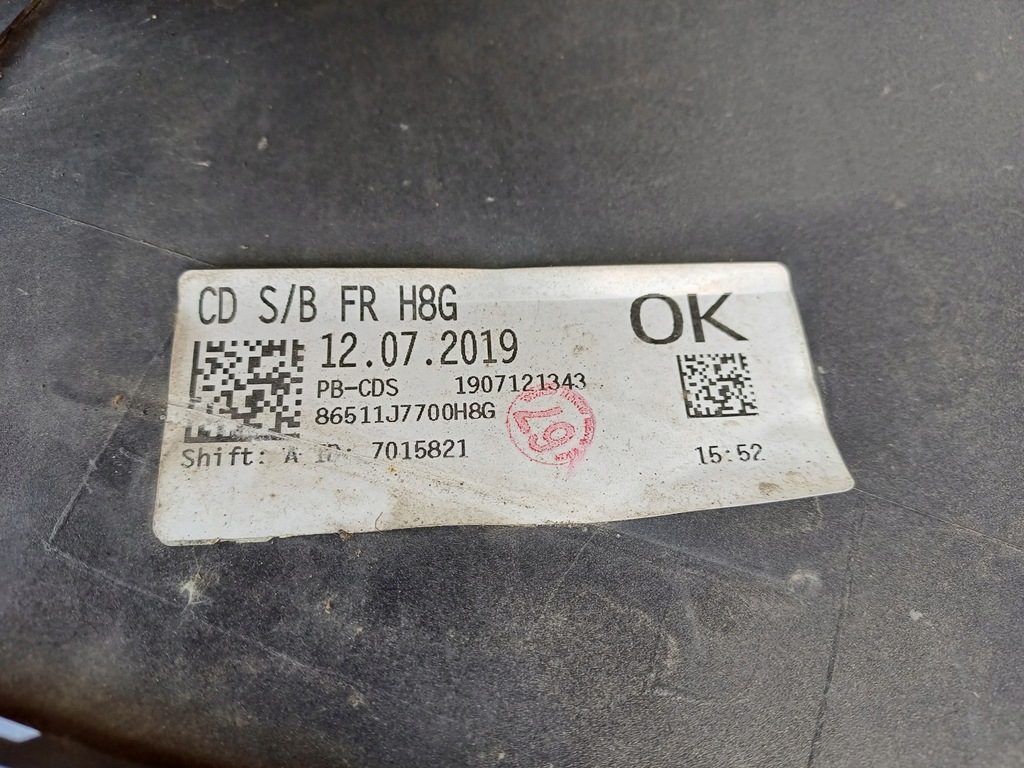 CD S/B FR H8G
OK
12.07.2019
PB-CDS 1907121343
86511J7700H8G
67
Shift: A ID: 7015821
15:52